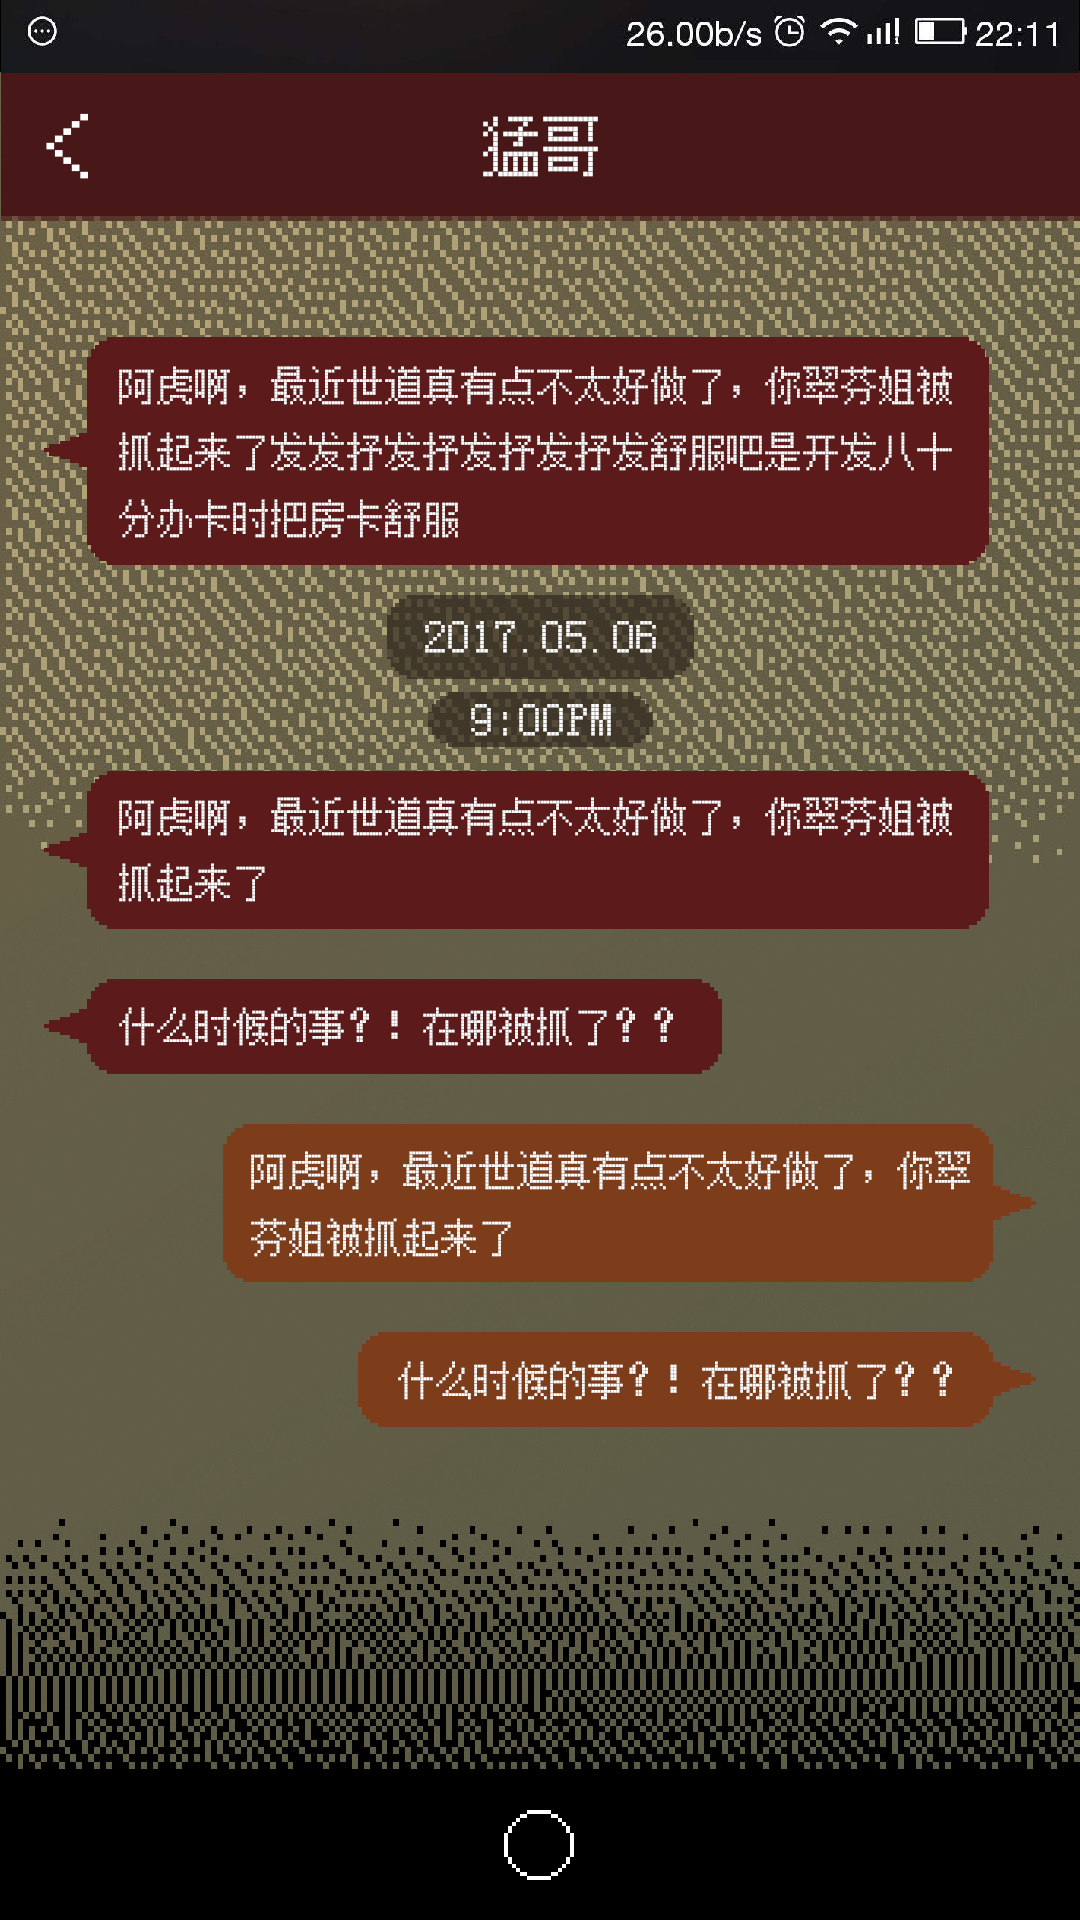 26.00b/s 22:11
猛哥
阿虎啊，最近世道真有点不太好做了，你翠芬姐被
抓起来了发发抒发抒发抒发抒发舒服吧是开发八十
分办卡时把房卡舒服
2017.05.06
9:00PM
阿虎啊，最近世道真有点不太好做了，你翠芬姐被
抓起来了
什么时候的事？！在哪被抓了？？
阿虎啊，最近世道真有点不太好做了，你翠
芬姐被抓起来了
什么时候的事？！在哪被抓了？？